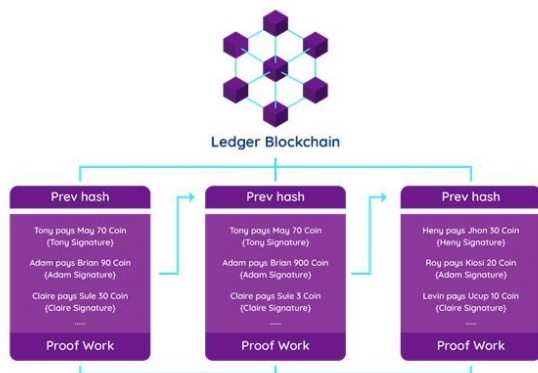 Ledger Blockchain
Prev hash
Tony pays May 70 Coin
{Tony Signature}
Adam pays Brian 90 Coin
{Adam Signature}
Claire pays Sule 30 Coin
{Claire Signature}
......
Proof Work
Prev hash
Tony pays May 70 Coin
{Tony Signature}
Adam pays Brian 900 Coin
{Adam Signature}
Claire pays Sule 3 Coin
{Claire Signature}
......
Proof Work
Prev hash
Heny pays Jhon 30 Coin
{Heny Signature}
Roy pays Kiosi 20 Coin
{Adam Signature}
Levin pays Ucup 10 Coin
{Claire Signature}
......
Proof Work